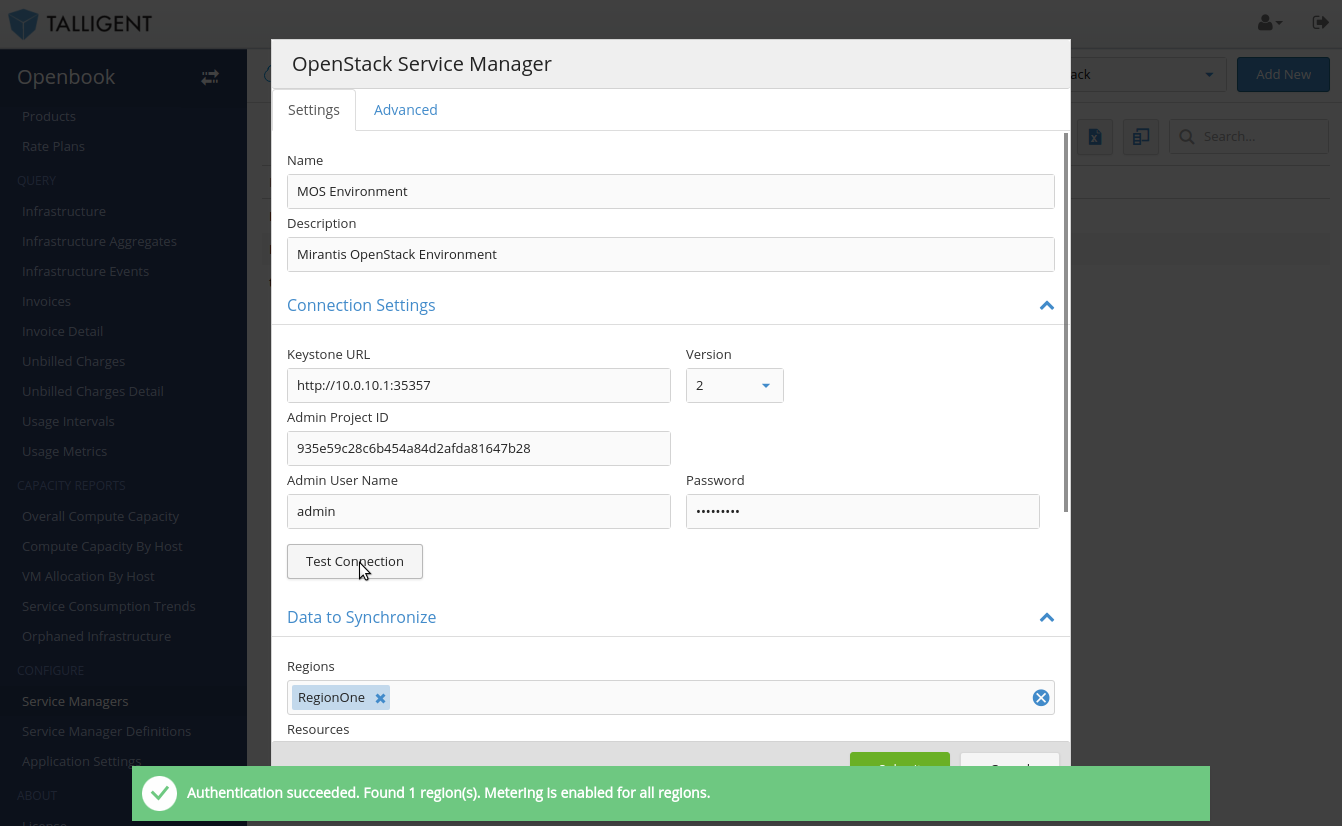 TALLIGENT
Openbook
Products
Rate Plans
QUERY
Infrastructure
Infrastructure Aggregates
Infrastructure Events
Invoices
Invoice Detail
Unbilled Charges
Unbilled Charges Detail
Usage Intervals
Usage Metrics
CAPACITY REPORTS
Overall Compute Capacity
Compute Capacity By Host
VM Allocation By Host
Service Consumption Trends
Orphaned Infrastructure
CONFIGURE
Service Managers
Service Manager Definitions
Application Settings
ABOUT
ack
Add New
Search...
OpenStack Service Manager
Settings
Advanced
Name
MOS Environment
Description
Mirantis OpenStack Environment
Connection Settings
Keystone URL
Version
http://10.0.10.1:35357
2
Admin Project ID
935e59c28c6b454a84d2afda81647b28
Admin User Name
Password
admin
•••••••••
Test Connection
Data to Synchronize
Regions
RegionOne
Resources
Authentication succeeded. Found 1 region(s). Metering is enabled for all regions.